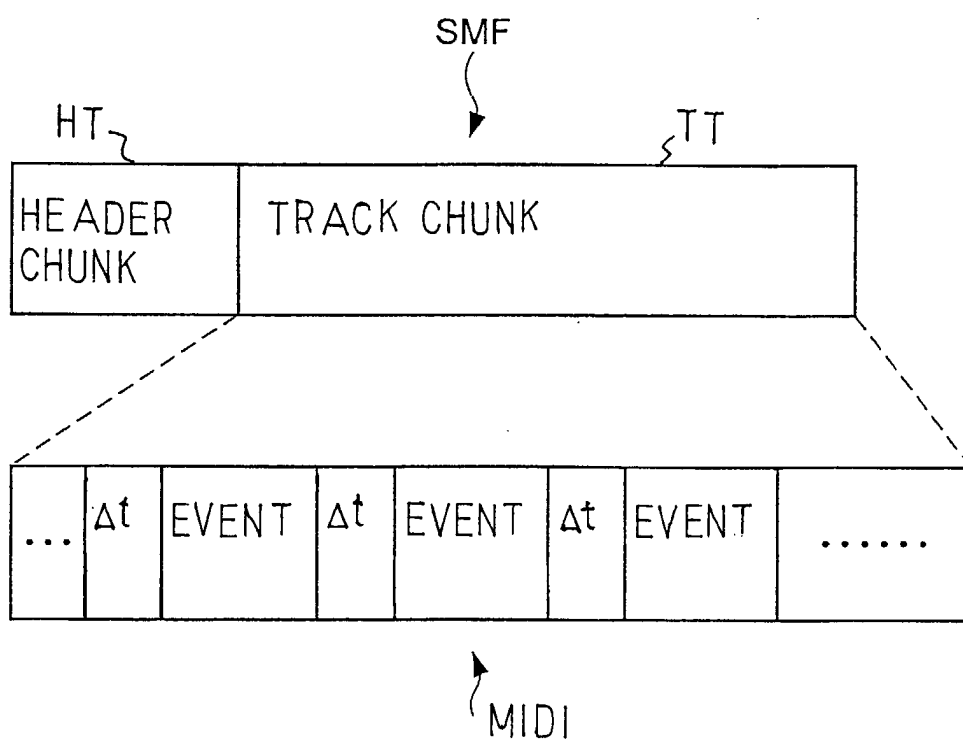 SMF
HT
TT
HEADER
CHUNK
TRACK CHUNK
... Δt EVENT Δt EVENT Δt EVENT ......
MIDI